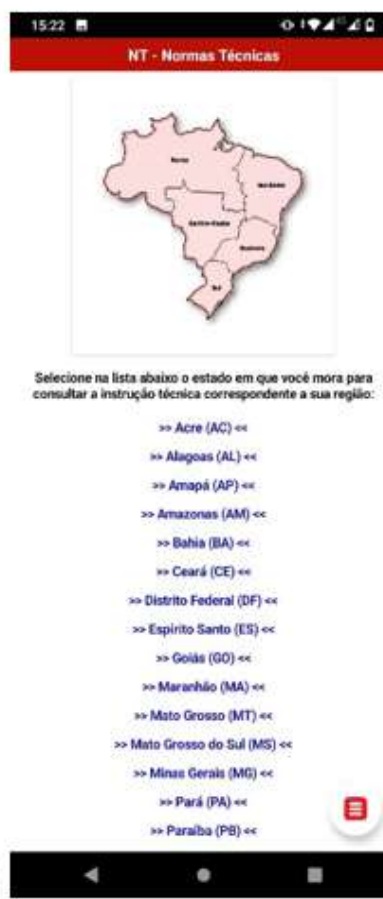 15:22
NT - Normas Técnicas
Norte
Nordeste
Centro-Oeste
Sudeste
Sul
Selecione na lista abaixo o estado em que você mora para
consultar a instrução técnica correspondente a sua região:
>> Acre (AC) <<
>> Alagoas (AL) <<
>> Amapá (AP) <<
>> Amazonas (AM) <<
>> Bahia (BA) <<
>> Ceará (CE) <<
>> Distrito Federal (DF) <<
>> Espírito Santo (ES) <<
>> Goiás (GO) <<
>> Maranhão (MA) <<
>> Mato Grosso (MT) <<
>> Mato Grosso do Sul (MS) <<
>> Minas Gerais (MG) <<
>> Pará (PA) <<
>> Paraíba (PB) <<